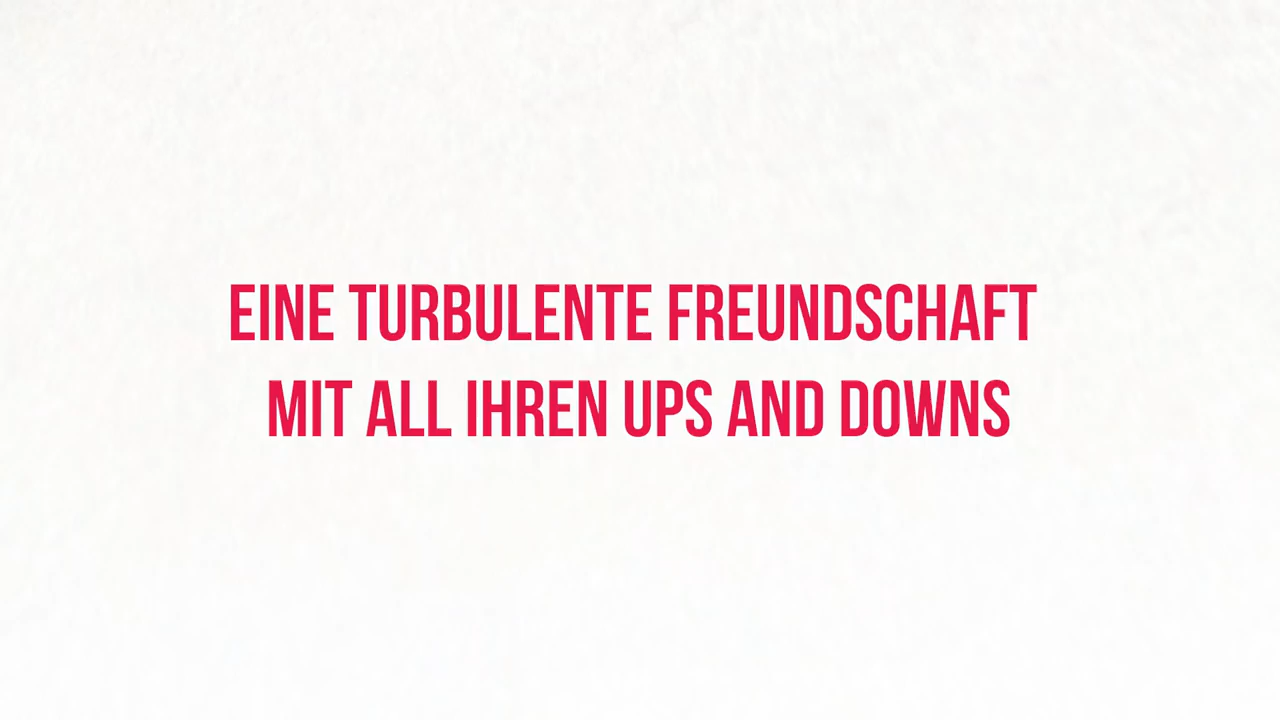 EINE TURBULENTE FREUNDSCHAFT
MIT ALL IHREN UPS AND DOWNS